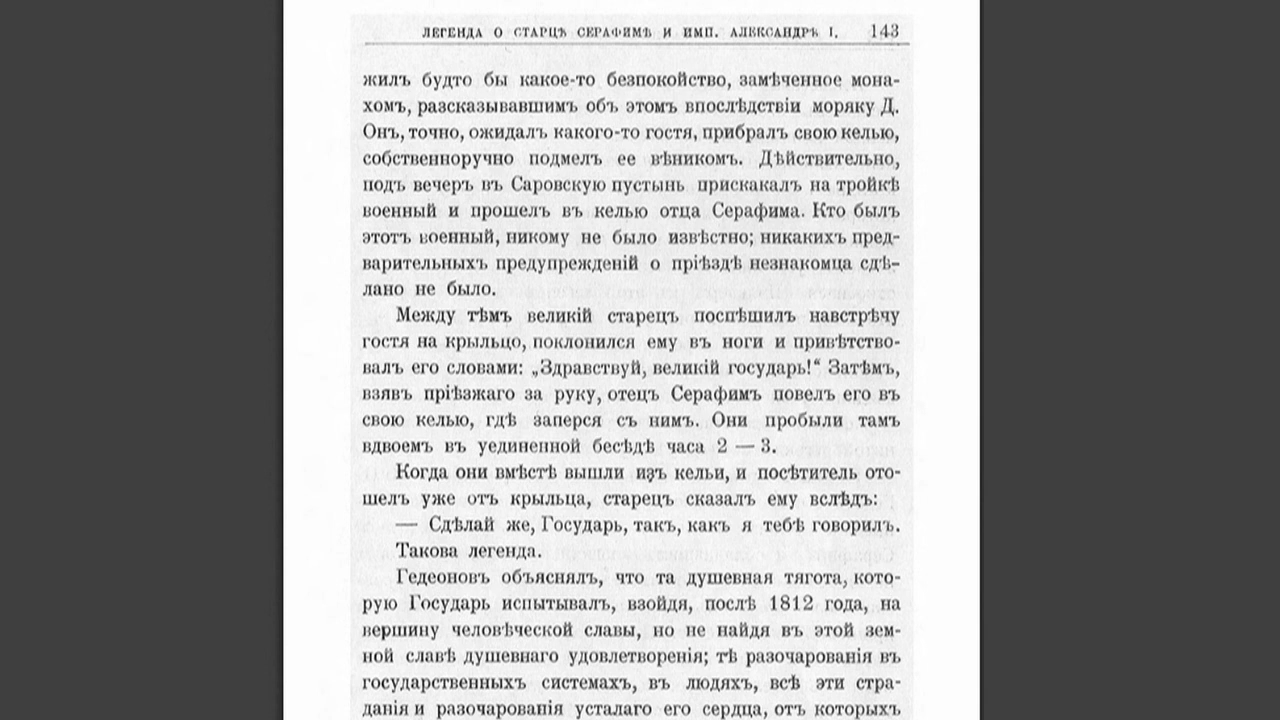 ЛЕГЕНДА О СТАРЦѢ СЕРАФИМѢ И ИМП. АЛЕКСАНДРѢ I. 143
жилъ будто бы какое-то безпокойство, замѣченное мона-
хомъ, разсказывавшимъ объ этомъ впослѣдствіи моряку Д.
Онъ, точно, ожидалъ какого-то гостя, прибралъ свою келью,
собственноручно подмелъ ее вѣникомъ. Дѣйствительно,
подъ вечеръ въ Саровскую пустынь прискакалъ на тройкѣ
военный и прошелъ въ келью отца Серафима. Кто былъ
этотъ военный, никому не было извѣстно; никакихъ пред-
варительныхъ предупрежденій о пріѣздѣ незнакомца сдѣ-
лано не было.
Между тѣмъ великій старецъ поспѣшилъ навстрѣчу
гостя на крыльцо, поклонился ему въ ноги и привѣтство-
валъ его словами: „Здравствуй, великій государь!“ Затѣмъ,
взявъ пріѣзжаго за руку, отецъ Серафимъ повелъ его въ
свою келью, гдѣ заперся съ нимъ. Они пробыли тамъ
вдвоемъ въ уединенной бесѣдѣ часа 2 — 3.
Когда они вмѣстѣ вышли изъ кельи, и посѣтитель ото-
шелъ уже отъ крыльца, старецъ сказалъ ему вслѣдъ:
— Сдѣлай же, Государь, такъ, какъ я тебѣ говорилъ.
Такова легенда.
Гедеоновъ объяснялъ, что та душевная тягота, кото-
рую Государь испытывалъ, взойдя, послѣ 1812 года, на
вершину человѣческой славы, но не найдя въ этой зем-
ной славѣ душевнаго удовлетворенія; тѣ разочарованія въ
государственныхъ системахъ, въ людяхъ, всѣ эти стра-
данія и разочарованія усталаго его сердца, отъ которыхъ